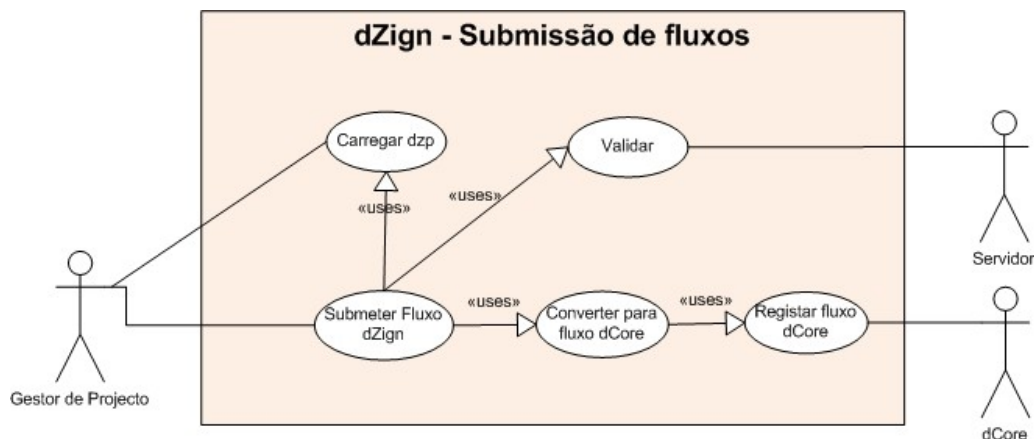 dZign - Submissão de fluxos
Carregar dzp
Validar
«uses»
«uses»
Servidor
Submeter Fluxo
dZign
«uses»
Converter para
fluxo dCore
«uses»
Registar fluxo
dCore
Gestor de Projecto
dCore